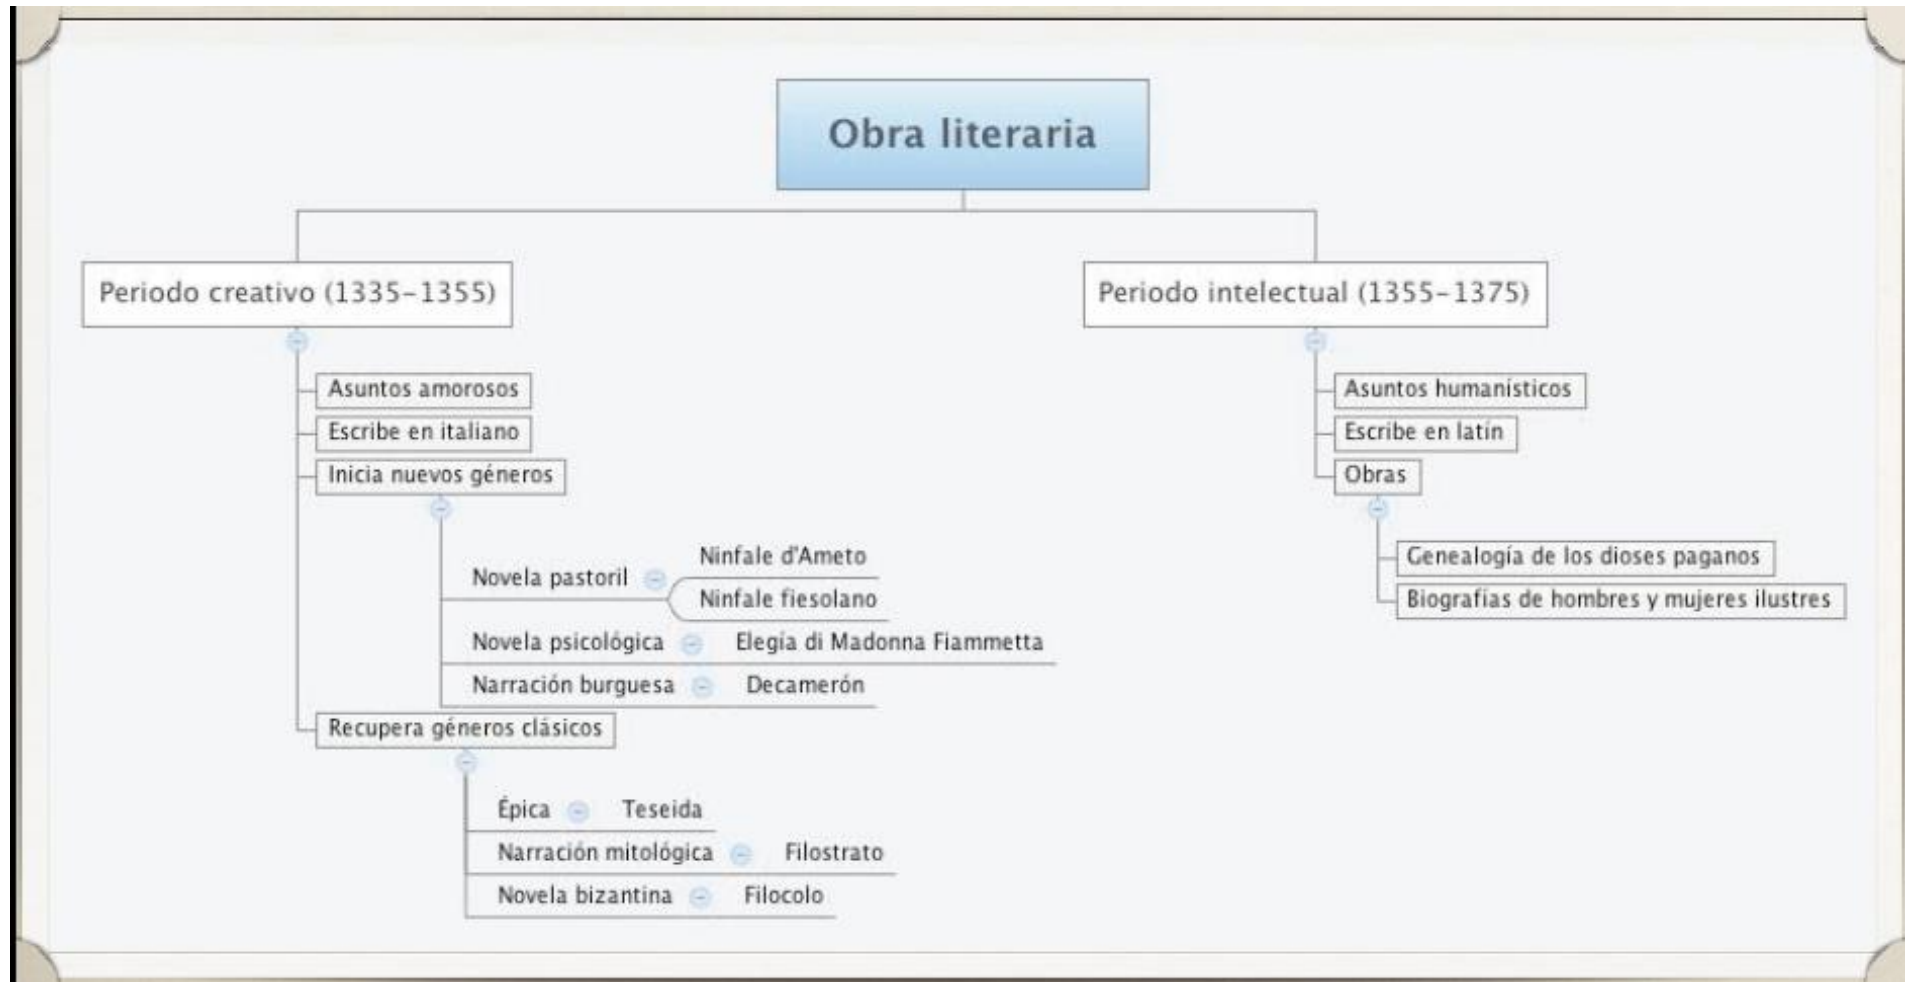 Obra literaria
Periodo creativo (1335-1355)
Asuntos amorosos
Escribe en italiano
Inicia nuevos géneros
Novela pastoril
Ninfale d'Ameto
Ninfale fiesolano
Novela psicológica
Elegía di Madonna Fiammetta
Narración burguesa
Decamerón
Recupera géneros clásicos
Épica
Teseida
Narración mitológica
Filostrato
Novela bizantina
Filocolo
Periodo intelectual (1355-1375)
Asuntos humanísticos
Escribe en latín
Obras
Genealogía de los dioses paganos
Biografías de hombres y mujeres ilustres